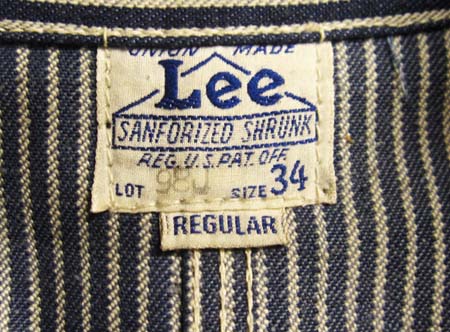 UNION MADE
Lee
SANFORIZED SHRUNK
REG. U.S. PAT. OFF.
LOT SIZE 34
REGULAR